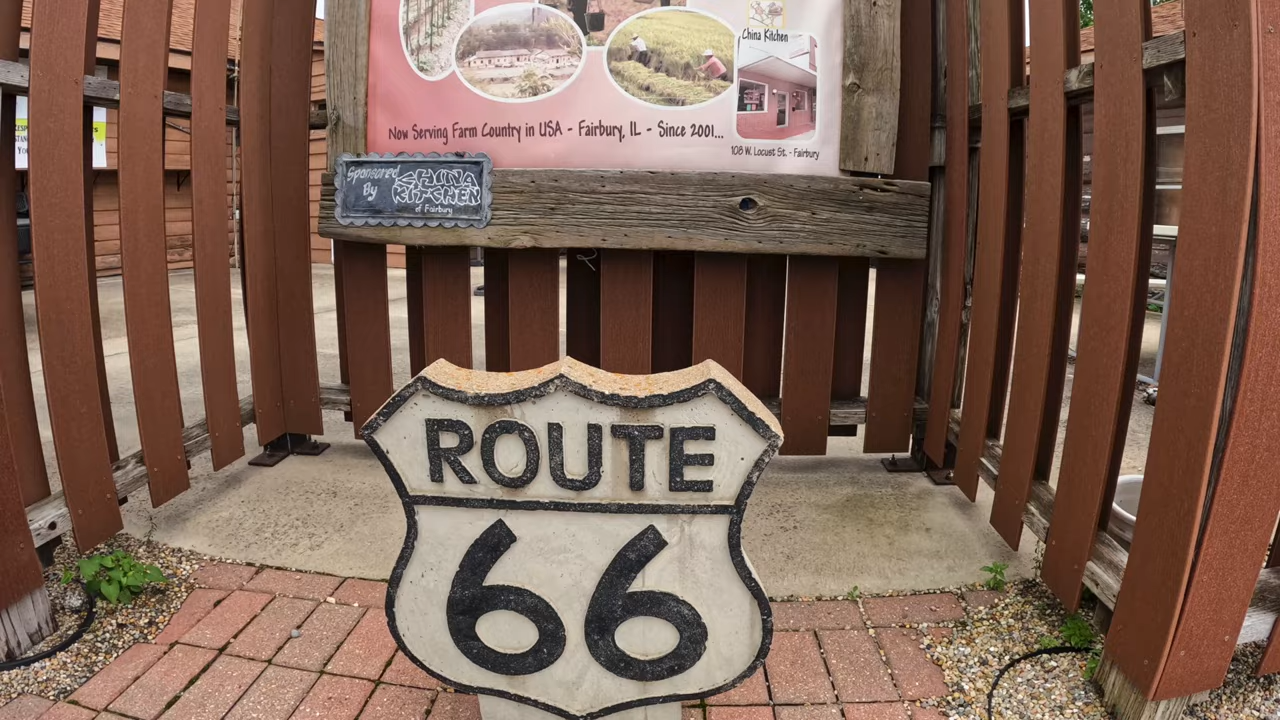 China Kitchen
Now Serving Farm Country in USA - Fairbury, IL - Since 2001...
108 W. Locust St. - Fairbury
Sponsored
By
CHINA
KITCHEN
of Fairbury
ROUTE
66